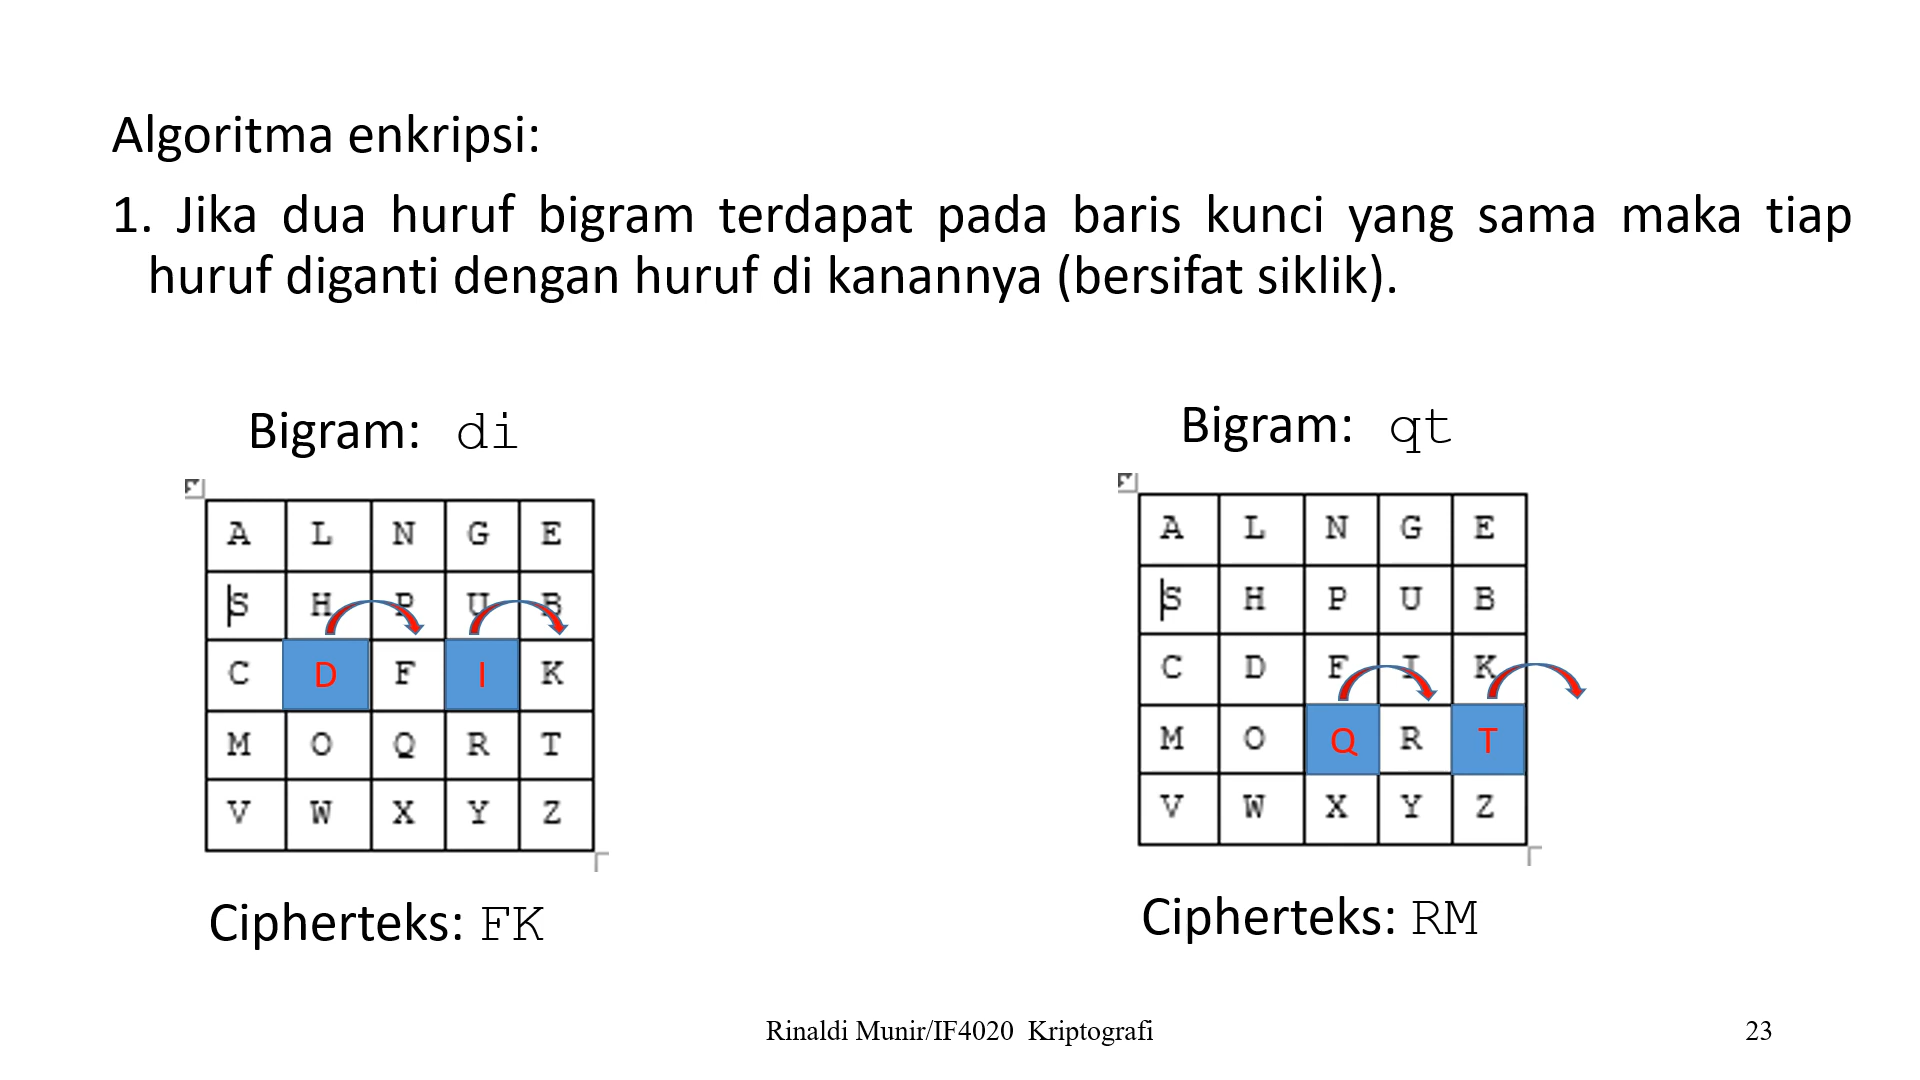 Algoritma enkripsi:
1. Jika dua huruf bigram terdapat pada baris kunci yang sama maka tiap
huruf diganti dengan huruf di kanannya (bersifat siklik).
Bigram: di
A L N G E
S H P U B
C D F I K
M O Q R T
V W X Y Z
Cipherteks: FK
Bigram: qt
A L N G E
S H P U B
C D F I K
M O Q R T
V W X Y Z
Cipherteks: RM
Rinaldi Munir/IF4020 Kriptografi
23